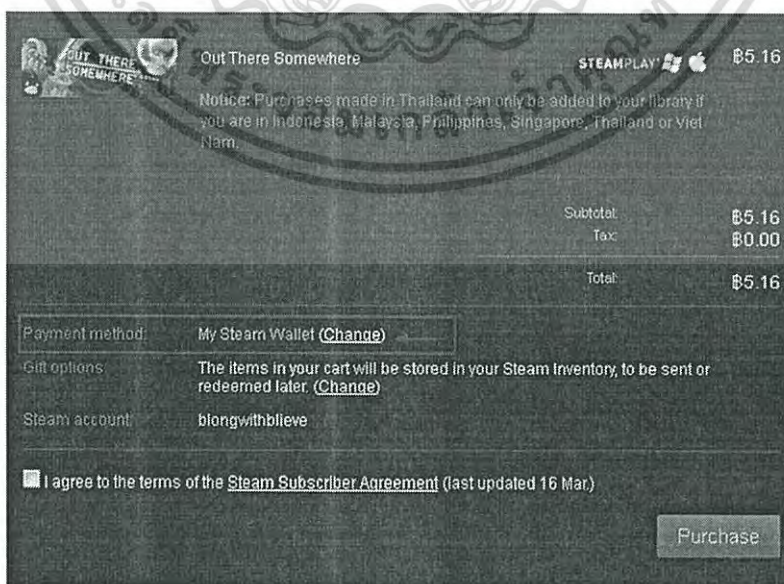 OUT THERE
SOMEWHERE
Out There Somewhere
STEAMPLAY
฿5.16
Notice: Purchases made in Thailand can only be added to your library if
you are in Indonesia, Malaysia, Philippines, Singapore, Thailand or Viet
Nam.
Subtotal: ฿5.16
Tax: ฿0.00
Total: ฿5.16
Payment method: My Steam Wallet (Change)
Gift options: The items in your cart will be stored in your Steam Inventory, to be sent or
redeemed later. (Change)
Steam account: blongwithblieve
I agree to the terms of the Steam Subscriber Agreement (last updated 16 Mar.)
Purchase